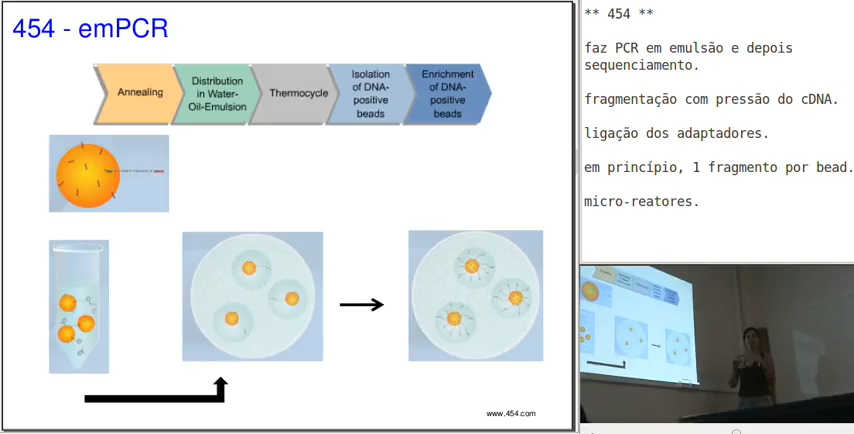 454 - emPCR
Annealing
Distribution
in Water-
Oil-Emulsion
Thermocycle
Isolation
of DNA-
positive
beads
Enrichment
of DNA-
positive
beads
www.454.com
** 454 **
faz PCR em emulsão e depois
sequenciamento.
fragmentação com pressão do cDNA.
ligação dos adaptadores.
em princípio, 1 fragmento por bead.
micro-reatores.